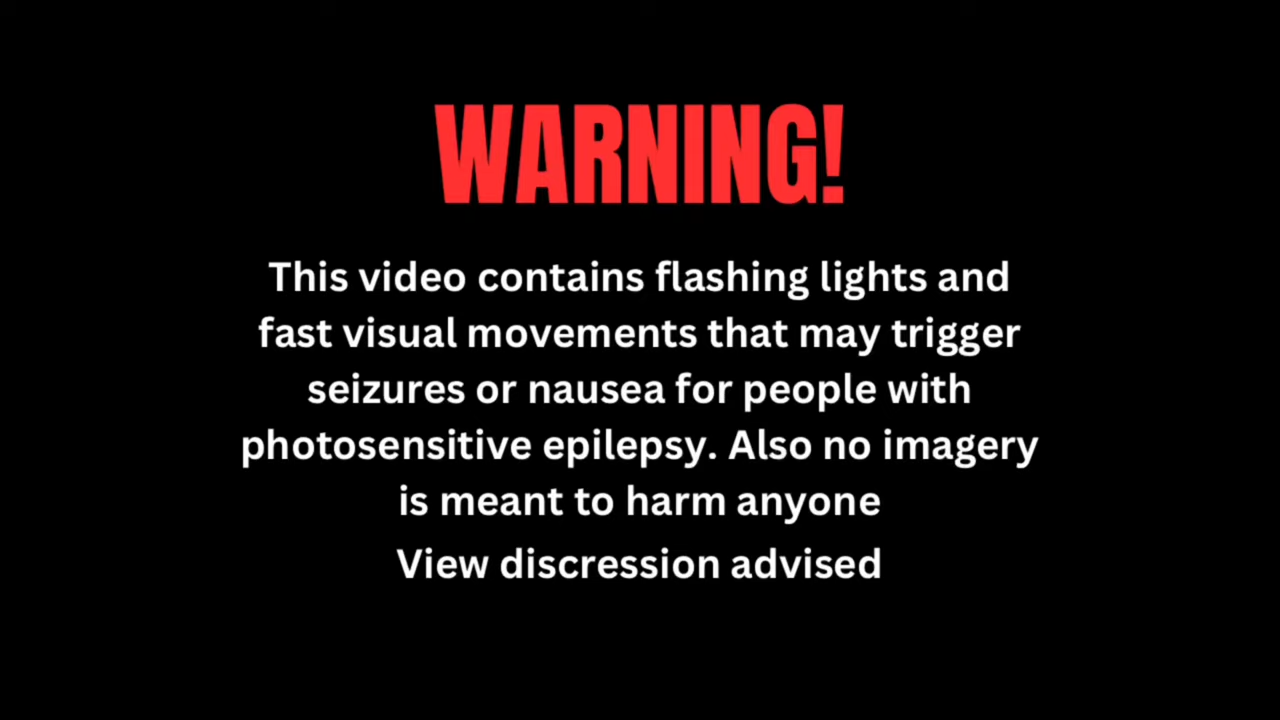 WARNING!
This video contains flashing lights and
fast visual movements that may trigger
seizures or nausea for people with
photosensitive epilepsy. Also no imagery
is meant to harm anyone
View discression advised